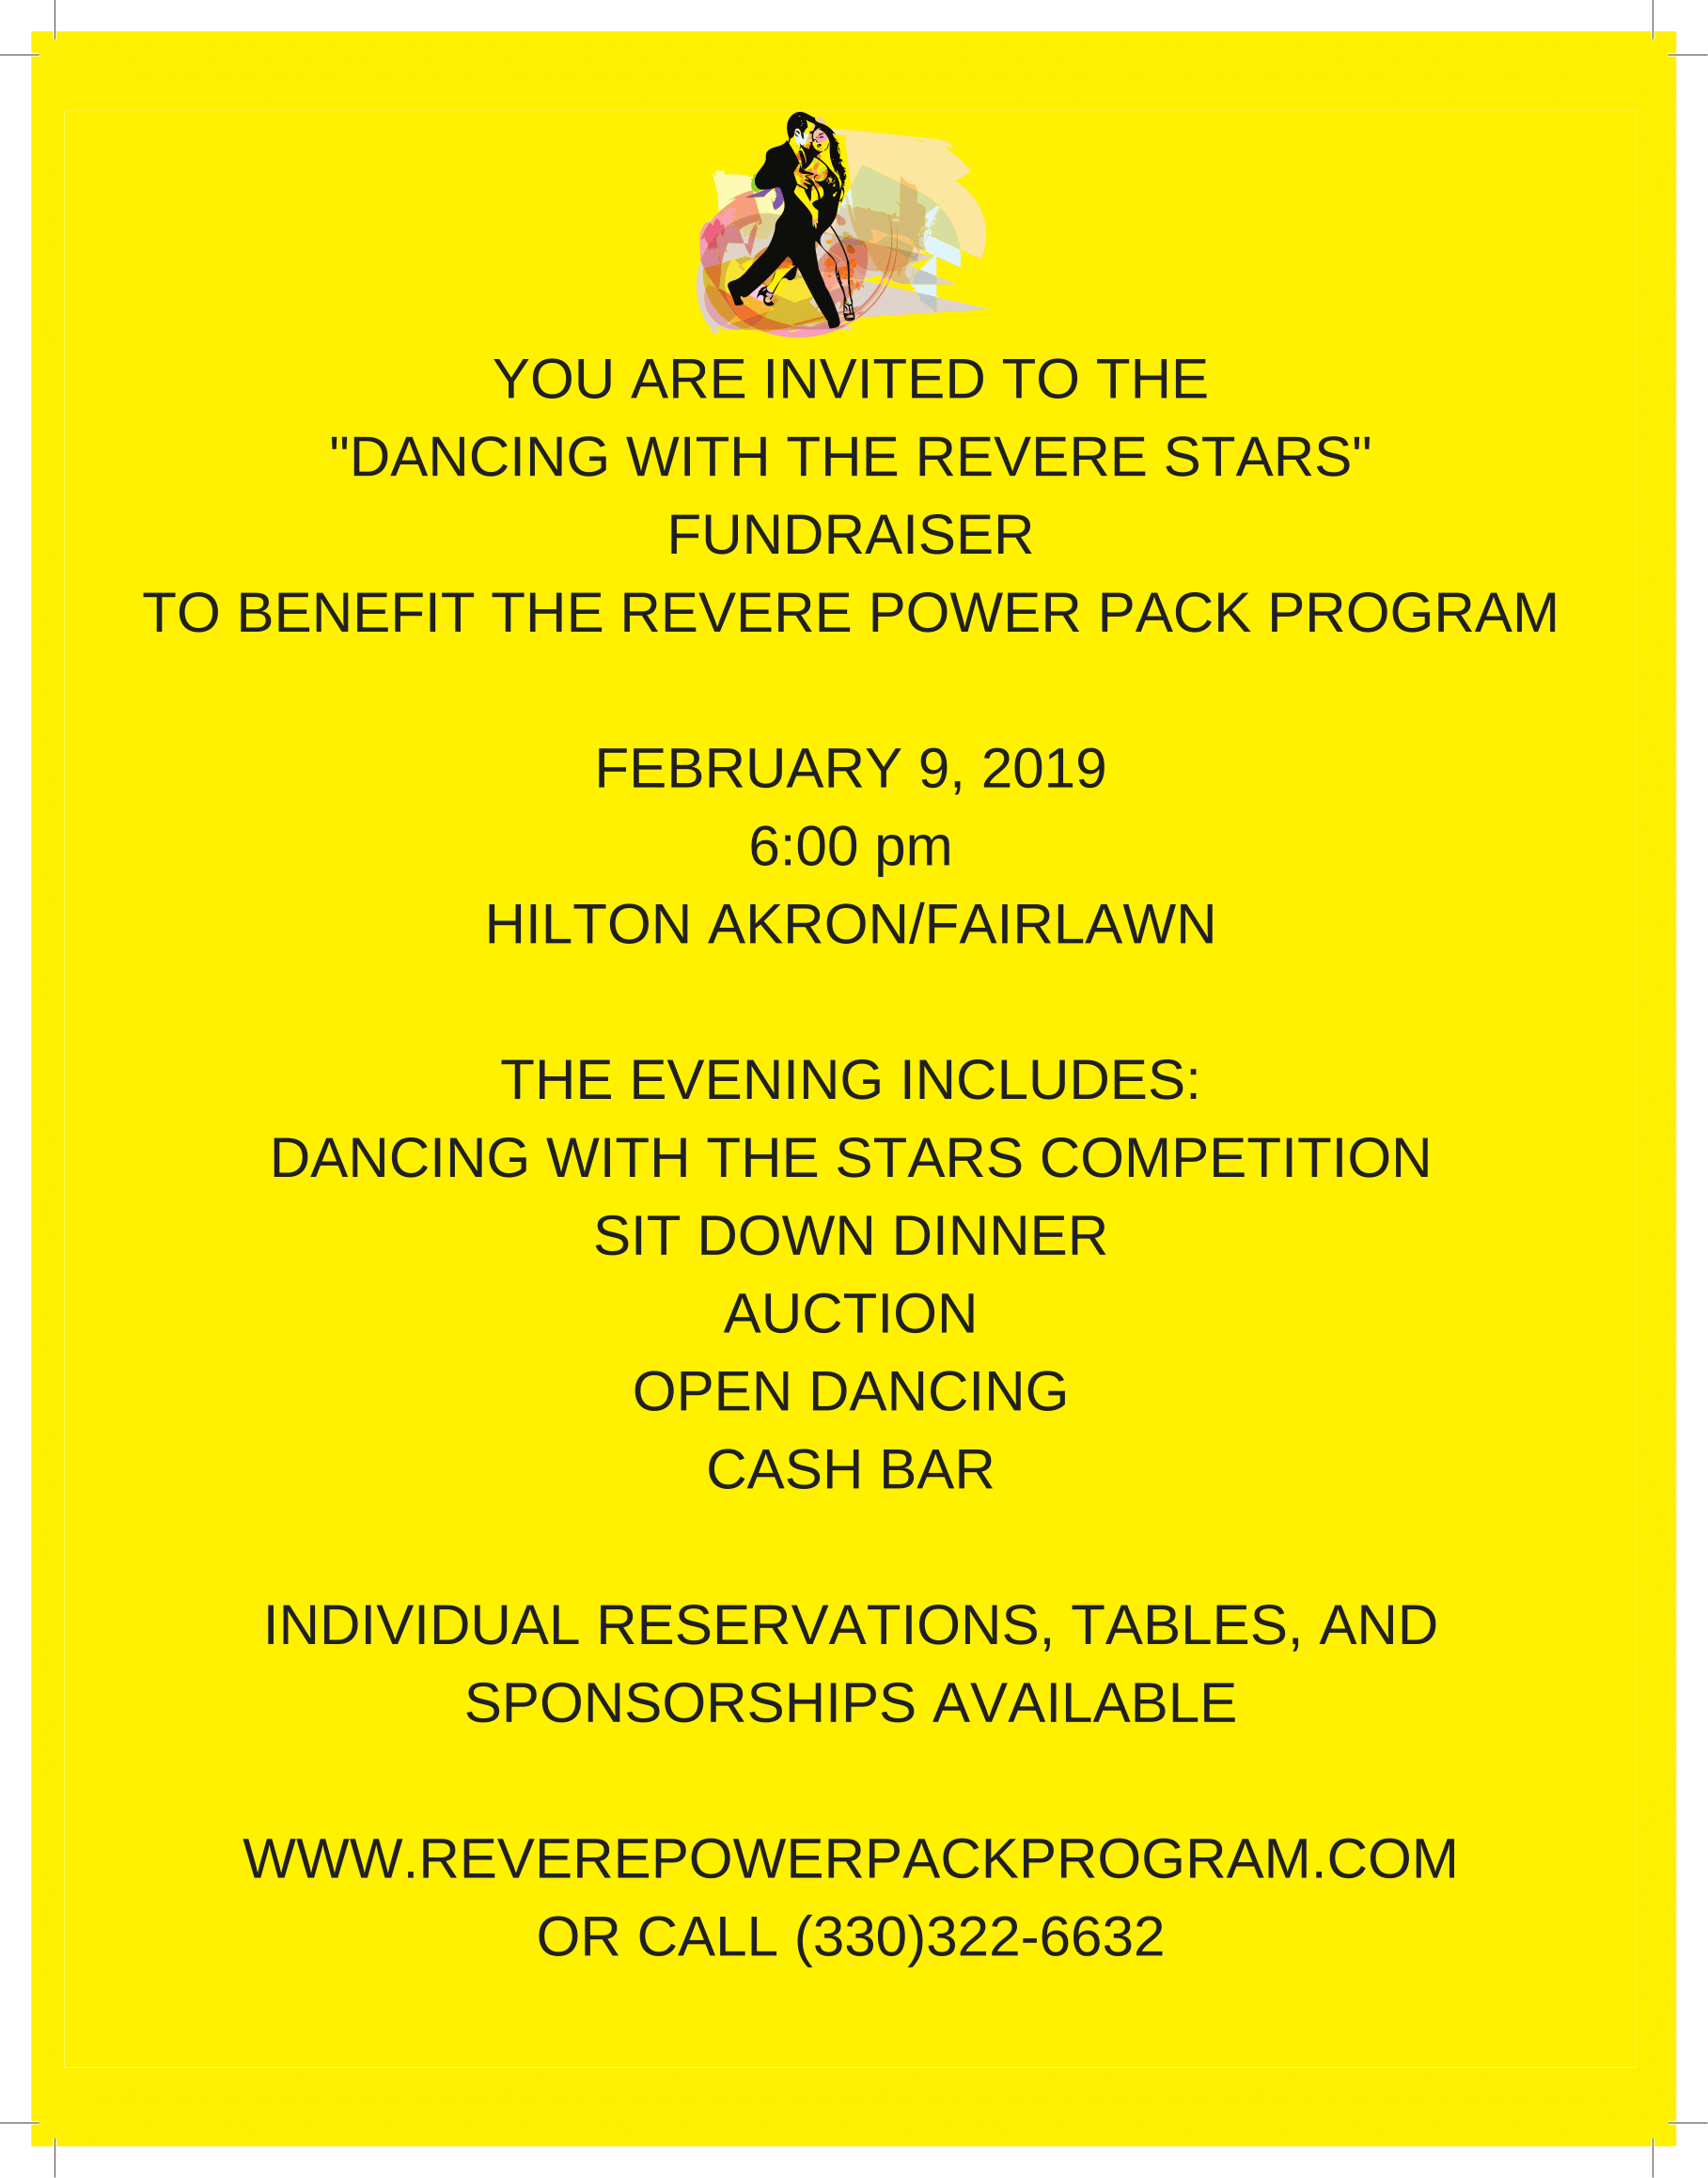 YOU ARE INVITED TO THE
"DANCING WITH THE REVERE STARS"
FUNDRAISER
TO BENEFIT THE REVERE POWER PACK PROGRAM
FEBRUARY 9, 2019
6:00 pm
HILTON AKRON/FAIRLAWN
THE EVENING INCLUDES:
DANCING WITH THE STARS COMPETITION
SIT DOWN DINNER
AUCTION
OPEN DANCING
CASH BAR
INDIVIDUAL RESERVATIONS, TABLES, AND
SPONSORSHIPS AVAILABLE
WWW.REVEREPOWERPACKPROGRAM.COM
OR CALL (330)322-6632